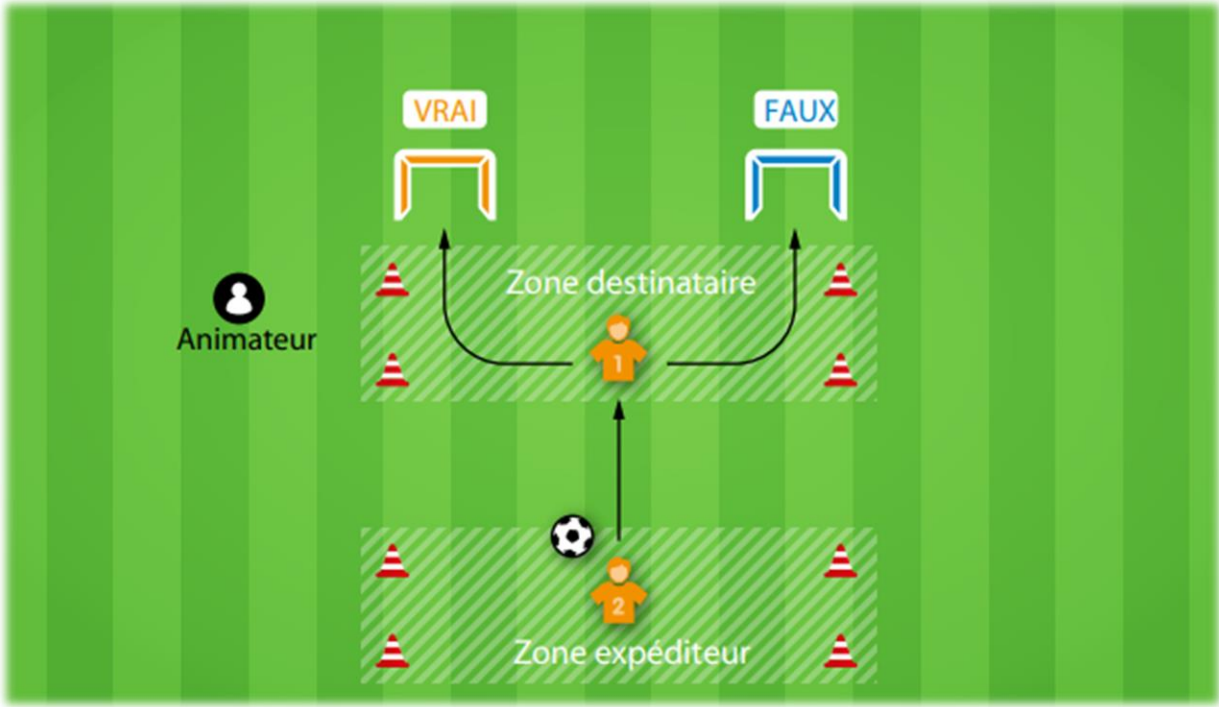 VRAI
FAUX
Zone destinataire
Animateur
1
2
Zone expéditeur